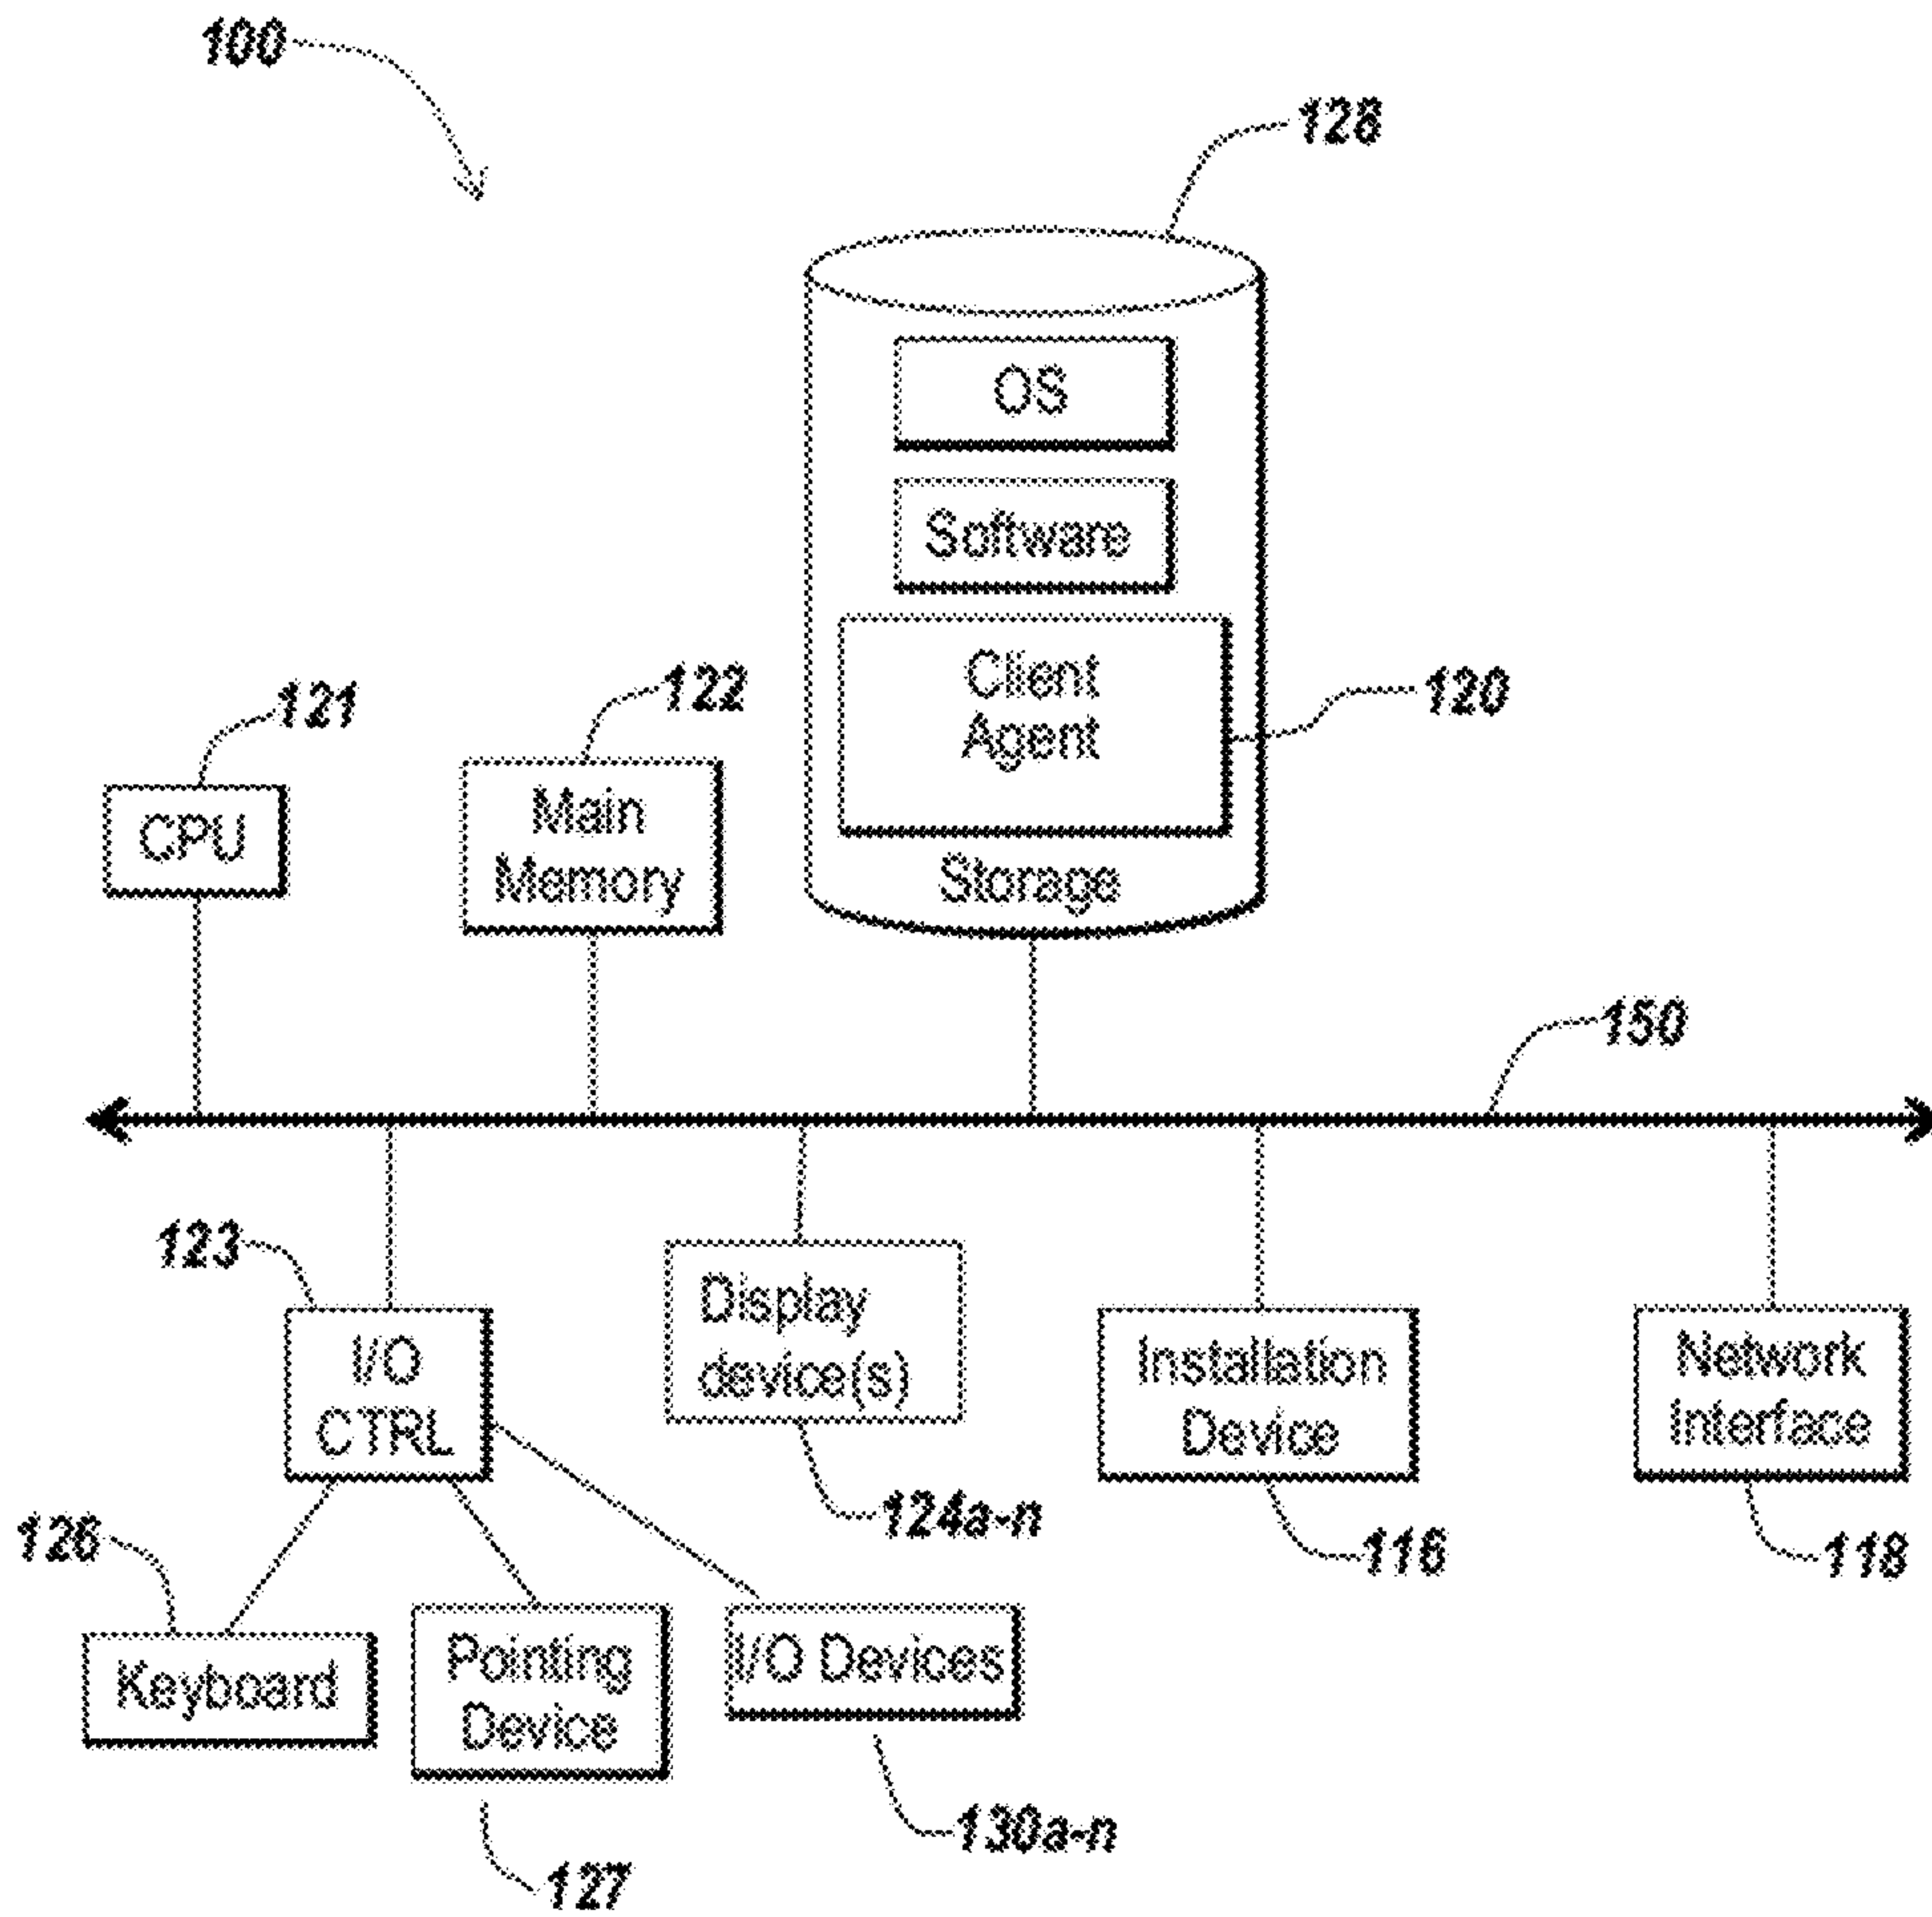 100
128
OS
Software
Client
Agent
120
121
122
CPU
Main
Memory
Storage
150
123
Display
device(s)
I/O
CTRL
Installation
Device
Network
Interface
124a-n
126
116
118
Keyboard
Pointing
Device
I/O Devices
130a-n
127